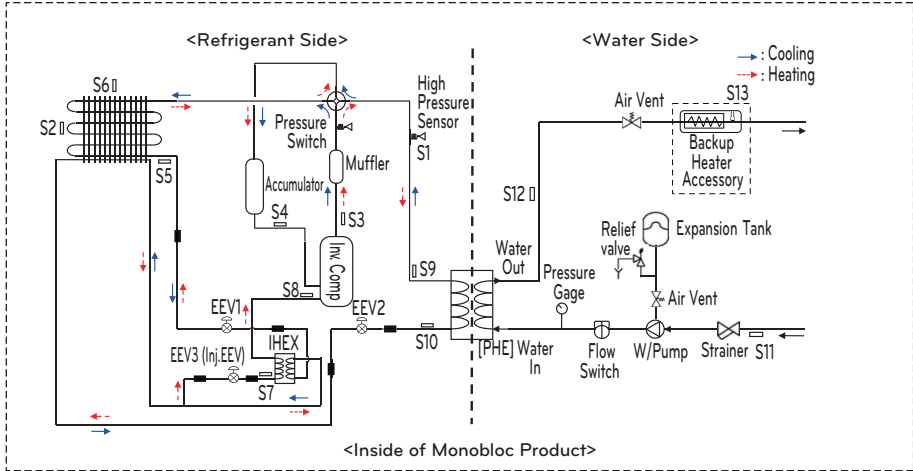 <Refrigerant Side>
<Water Side>
: Cooling
: Heating
S6
S2
S5
Pressure
Switch
High
Pressure
Sensor
S1
Air Vent
S13
Backup
Heater
Accessory
Muffler
Accumulator
S4
S3
Inv. Comp
S8
S9
S12
Water
Out
Relief
valve
Expansion Tank
Pressure
Gage
Air Vent
EEV1
EEV2
IHEX
EEV3 (Inj.EEV)
S7
S10
[PHE] Water
In
Flow
Switch
W/Pump
Strainer
S11
<Inside of Monobloc Product>